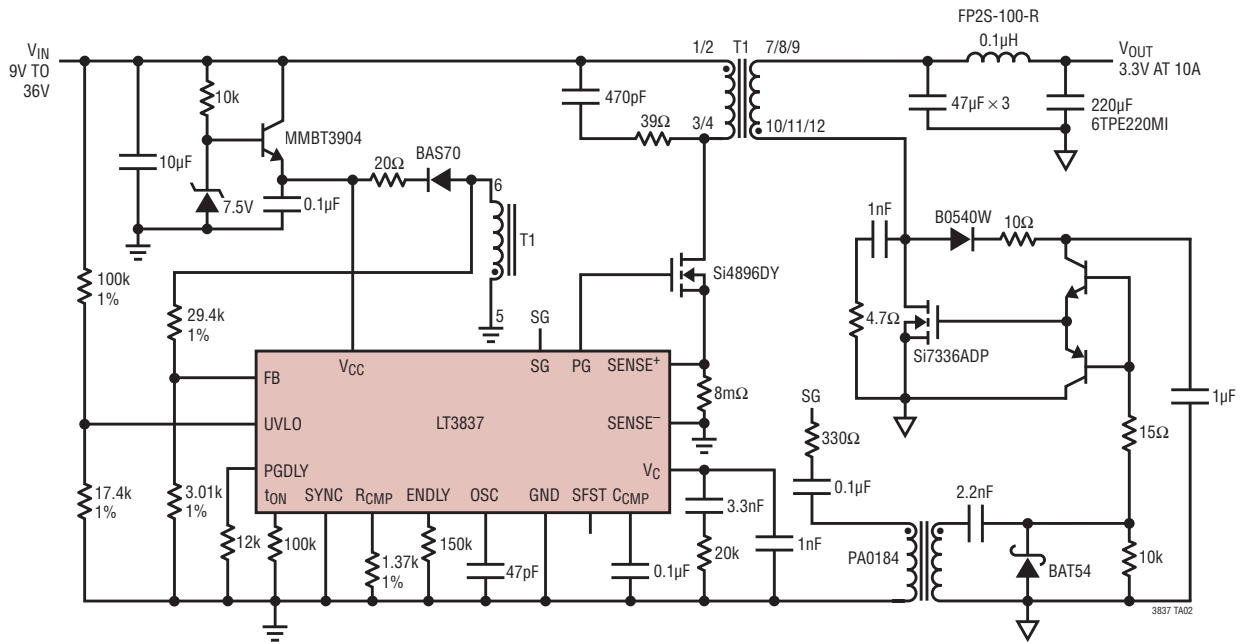 FP2S-100-R
0.1µH
VIN
9V TO
36V
1/2
T1
7/8/9
VOUT
3.3V AT 10A
10k
470pF
47µF × 3
220µF
6TPE220MI
MMBT3904
39Ω
3/4
10/11/12
10µF
20Ω
BAS70
7.5V
0.1µF
6
T1
5
1nF
B0540W
10Ω
100k
1%
29.4k
1%
Si4896DY
4.7Ω
Si7336ADP
SG
VCC
SG
PG
SENSE+
FB
8mΩ
1µF
UVLO
LT3837
SENSE–
SG
330Ω
15Ω
PGDLY
VC
17.4k
1%
3.01k
1%
tON
SYNC
RCMP
ENDLY
OSC
GND
SFST
CCMP
3.3nF
0.1µF
2.2nF
12k
100k
1.37k
1%
150k
47pF
0.1µF
20k
1nF
PA0184
BAT54
10k
3837 TA02